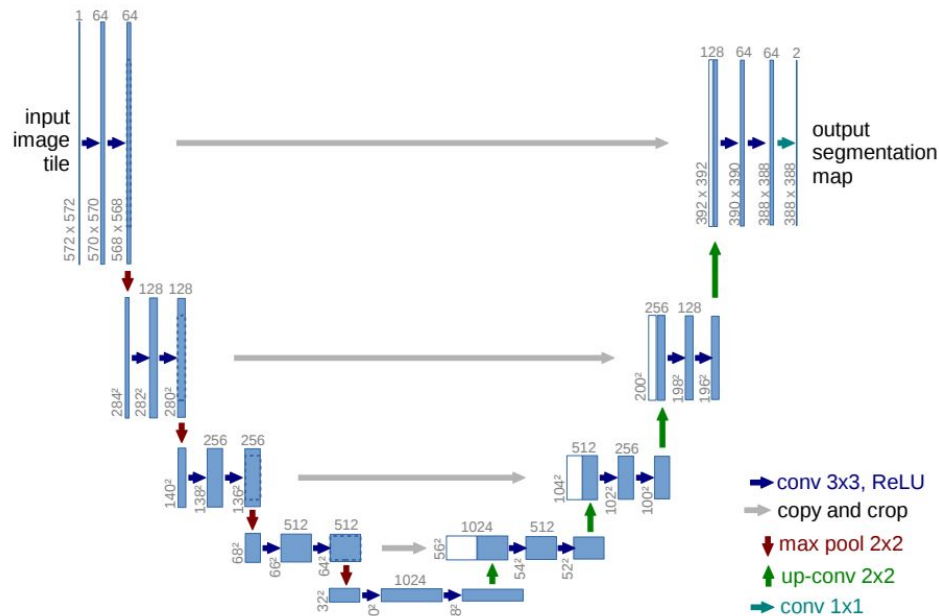 1
64
64
128
64
64
2
input
image
tile
output
segmentation
map
572 x 572
570 x 570
568 x 568
392 x 392
390 x 390
388 x 388
388 x 388
128
128
256
128
284²
282²
280²
200²
198²
196²
256
256
512
256
140²
138²
136²
104²
102²
100²
512
512
1024
512
68²
66²
64²
56²
54²
52²
1024
32²
0²
8²
conv 3x3, ReLU
copy and crop
max pool 2x2
up-conv 2x2
conv 1x1